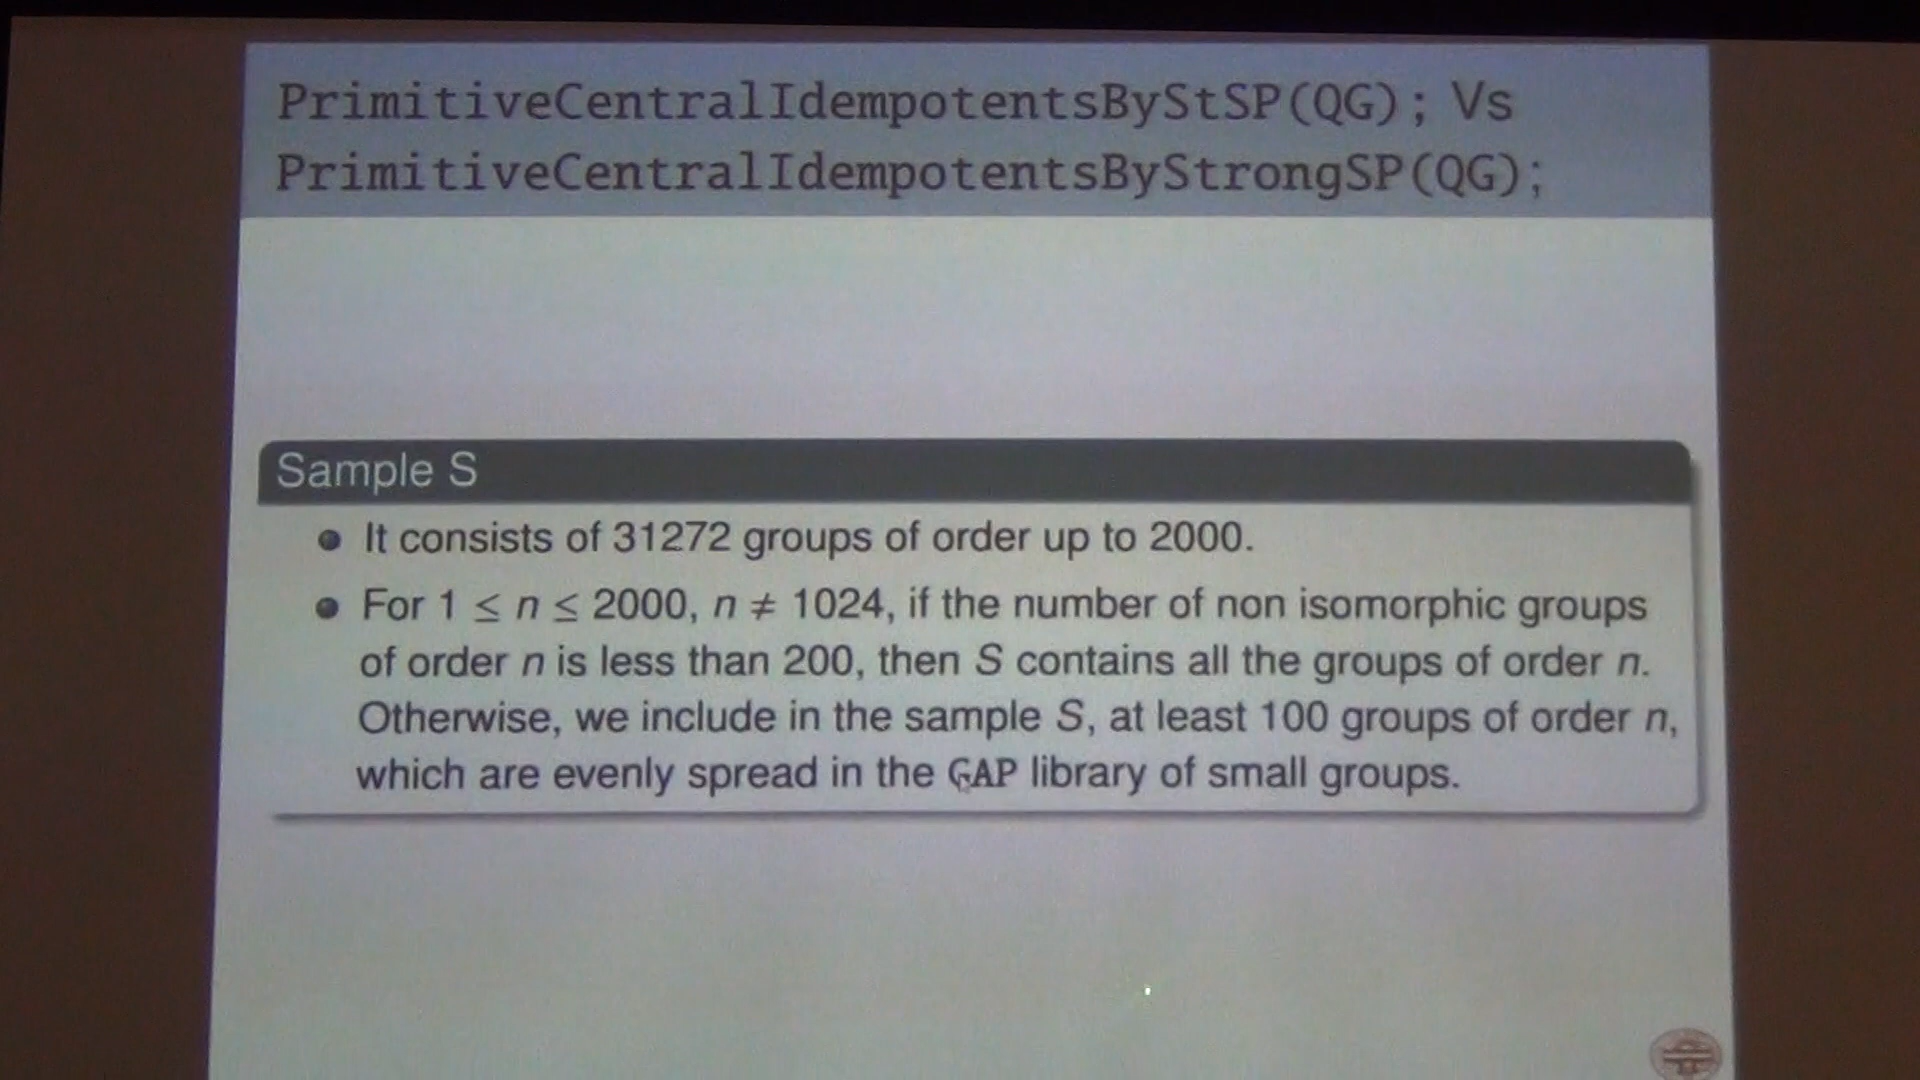 PrimitiveCentralIdempotentsByStSP(QG); Vs
PrimitiveCentralIdempotentsByStrongSP(QG);
Sample S
It consists of 31272 groups of order up to 2000.
For 1 ≤ n ≤ 2000, n ≠ 1024, if the number of non isomorphic groups
of order n is less than 200, then S contains all the groups of order n.
Otherwise, we include in the sample S, at least 100 groups of order n,
which are evenly spread in the GAP library of small groups.